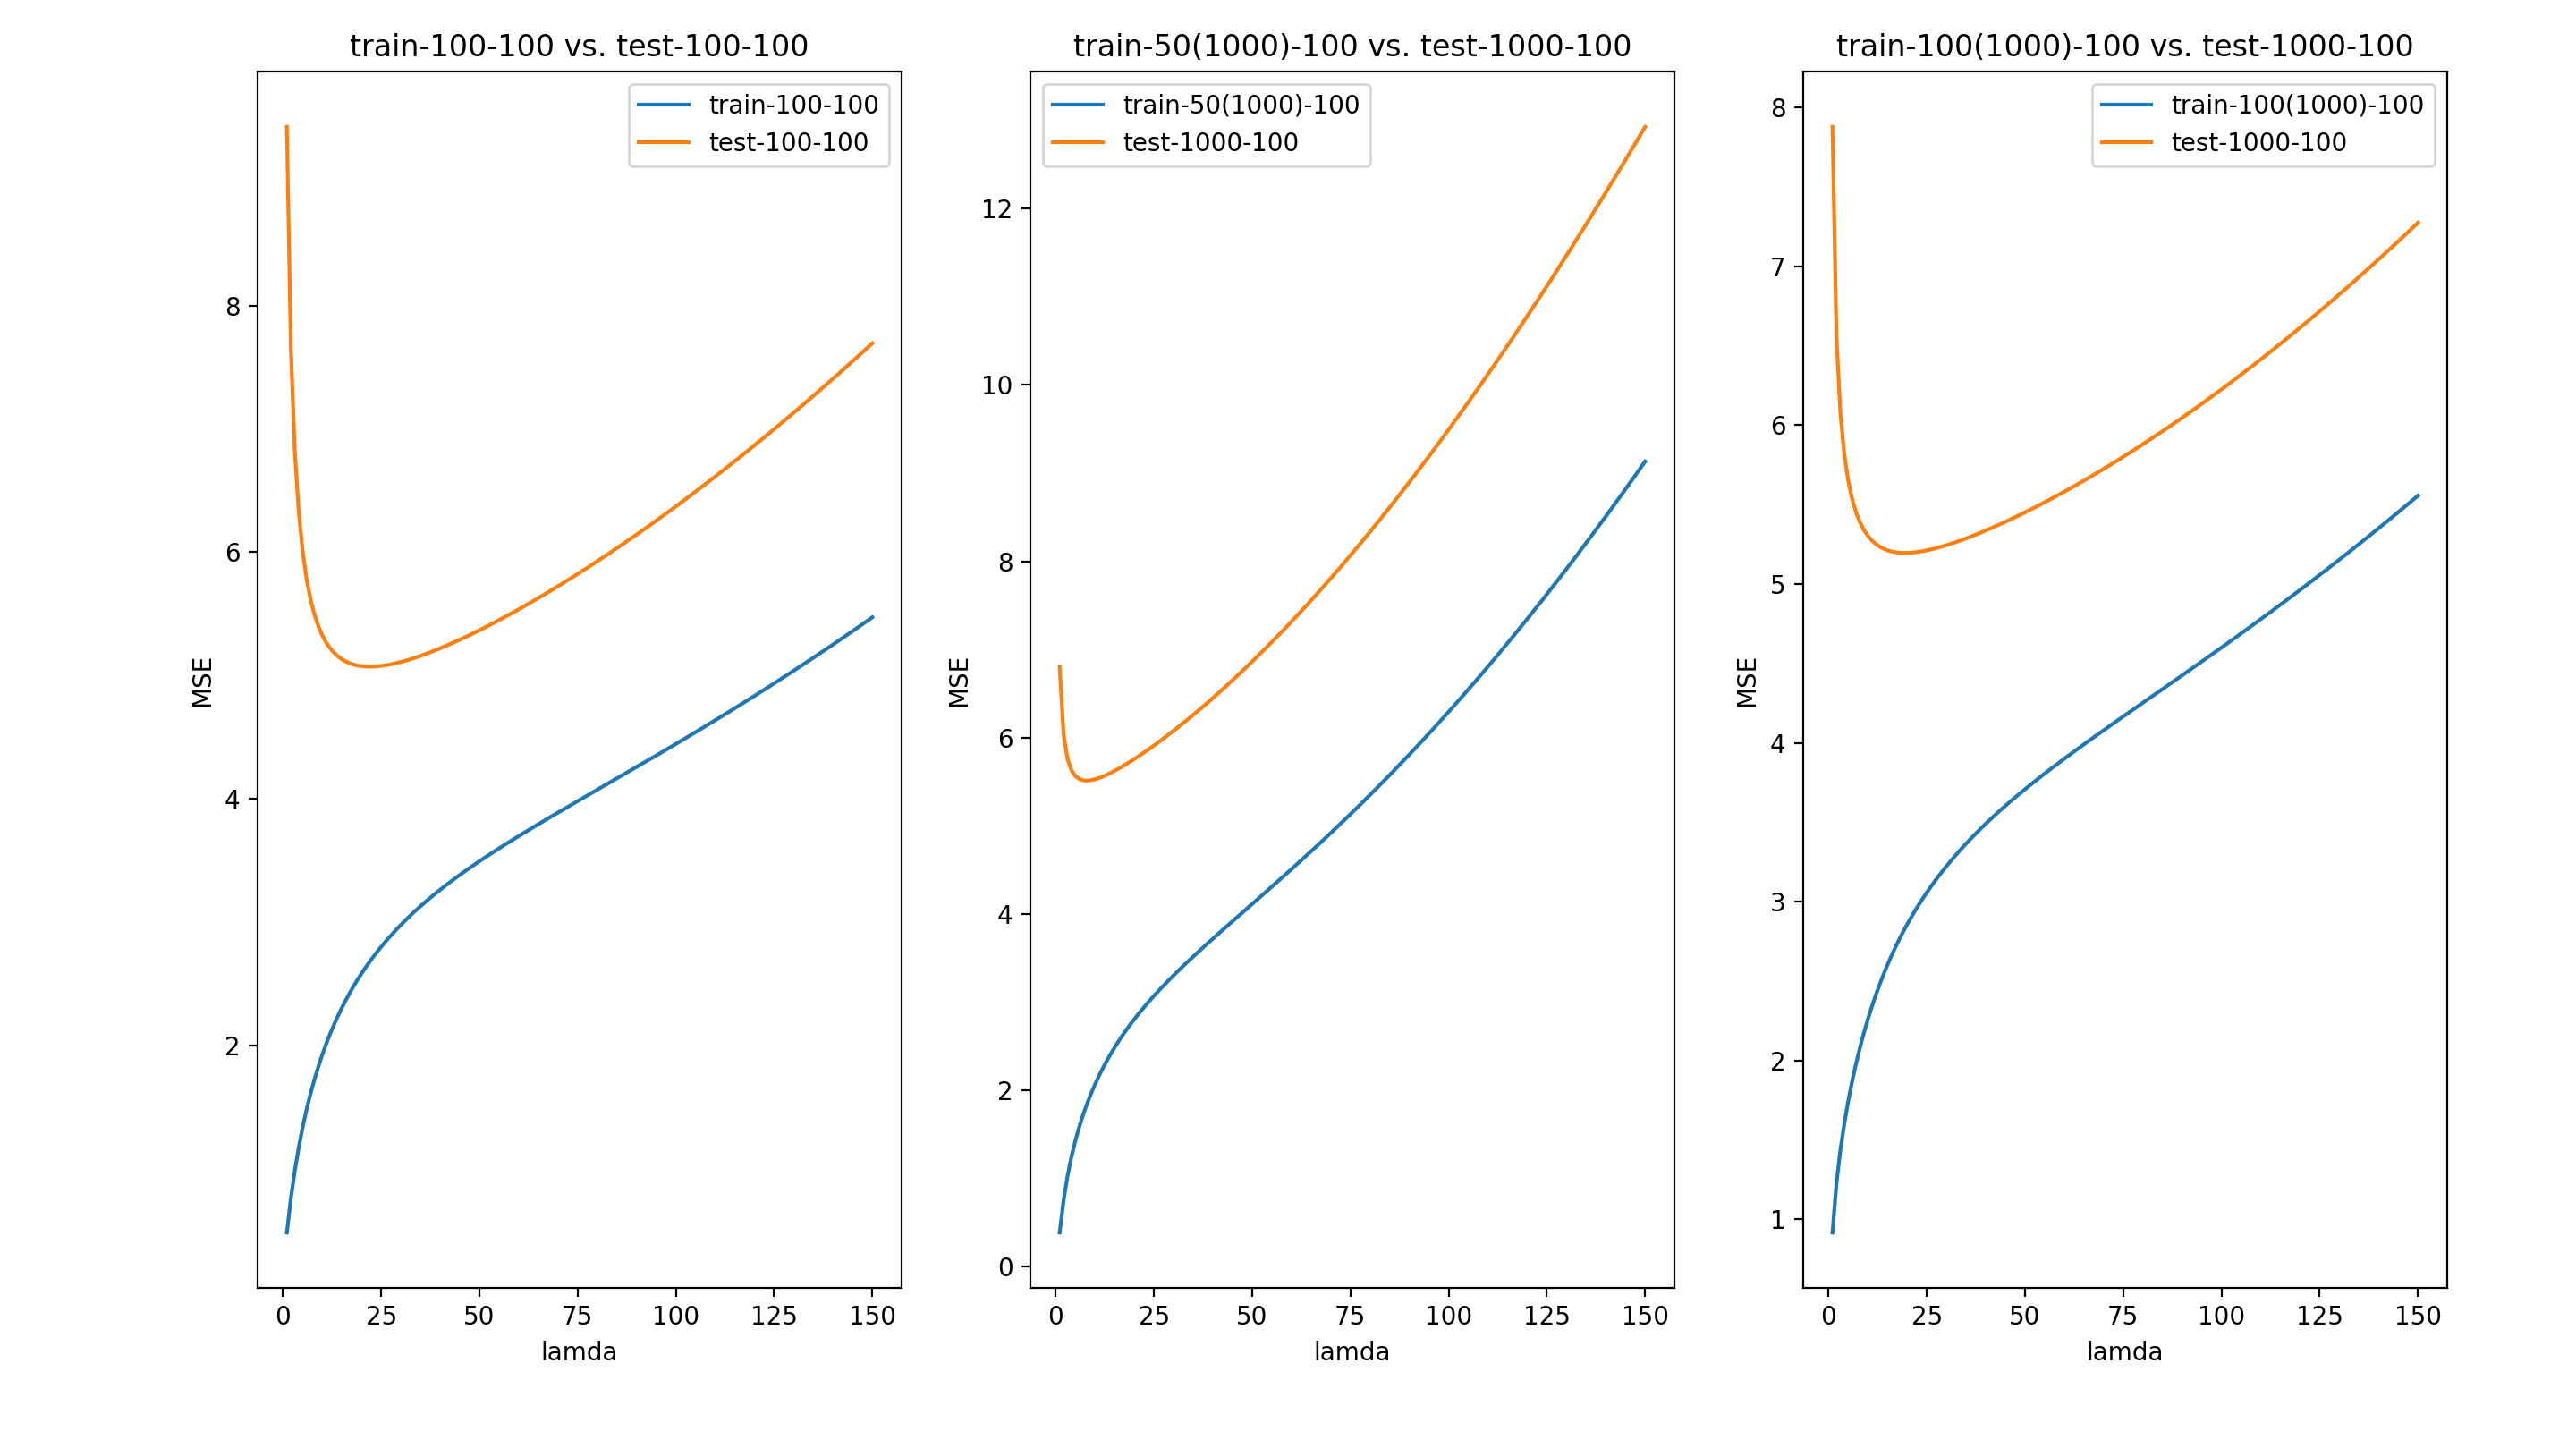 train-100-100 vs. test-100-100
train-100-100
test-100-100
8
6
4
2
MSE
0 25 50 75 100 125 150
lamda
train-50(1000)-100 vs. test-1000-100
train-50(1000)-100
test-1000-100
12
10
8
6
4
2
0
MSE
0 25 50 75 100 125 150
lamda
train-100(1000)-100 vs. test-1000-100
train-100(1000)-100
test-1000-100
8
7
6
5
4
3
2
1
MSE
0 25 50 75 100 125 150
lamda